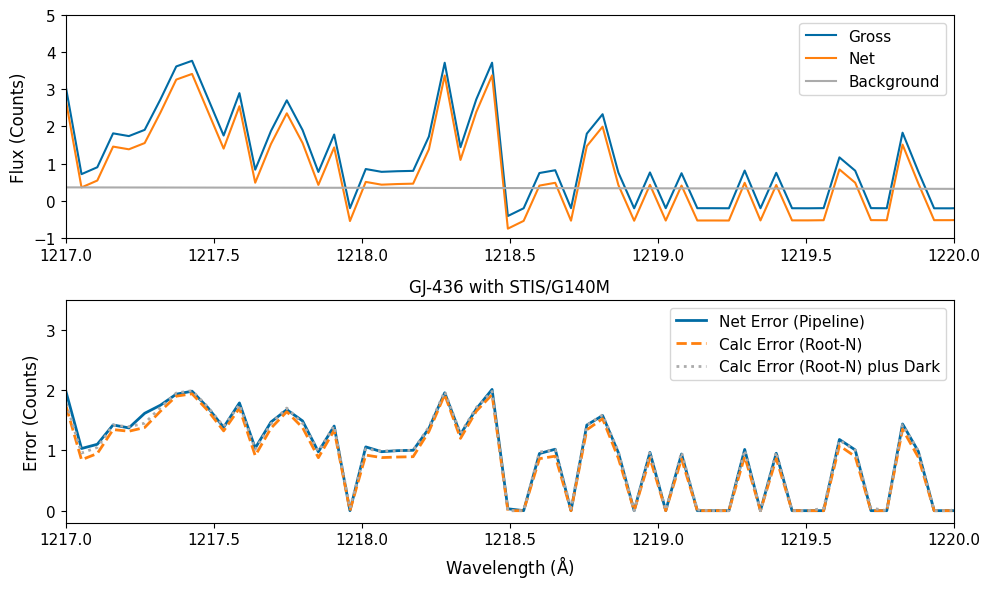 5
4
3
2
1
0
−1
Flux (Counts)
Gross
Net
Background
1217.0 1217.5 1218.0 1218.5 1219.0 1219.5 1220.0
GJ-436 with STIS/G140M
3
2
1
0
Error (Counts)
Net Error (Pipeline)
Calc Error (Root-N)
Calc Error (Root-N) plus Dark
1217.0 1217.5 1218.0 1218.5 1219.0 1219.5 1220.0
Wavelength (Å)